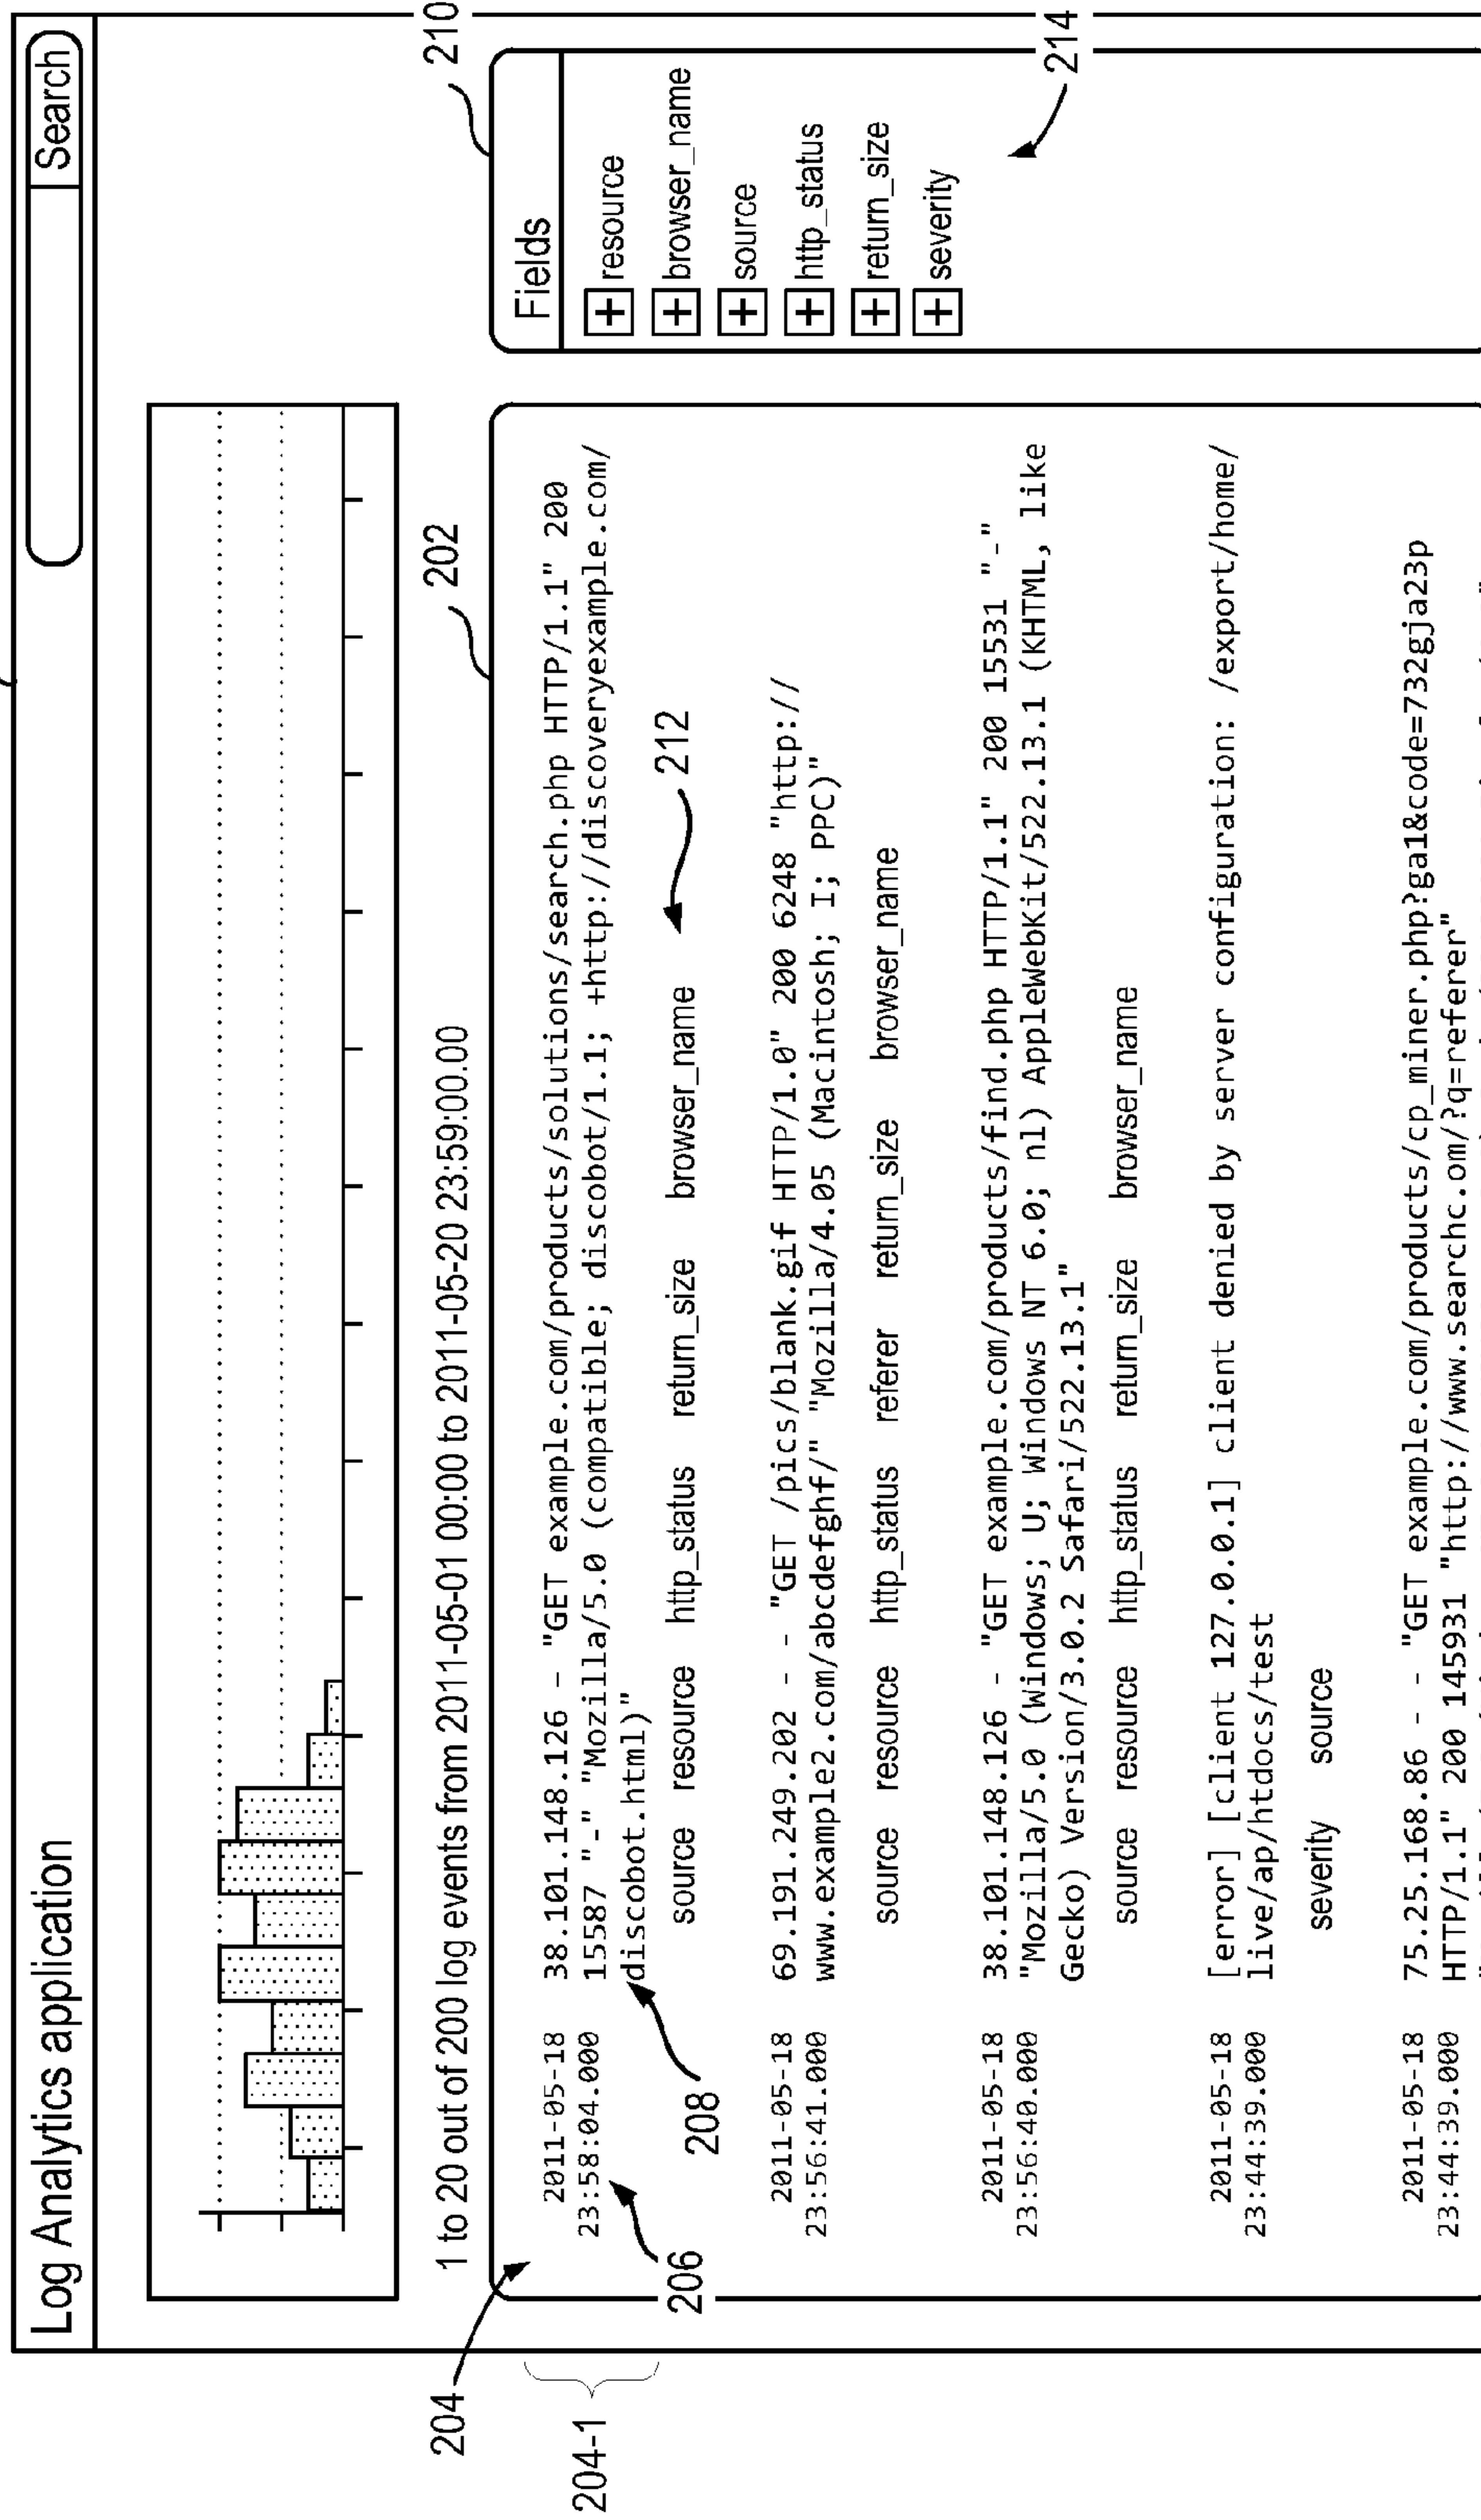 Log Analytics application
Search
1 to 20 out of 200 log events from 2011-05-01 00:00 to 2011-05-20 23:59:00.00
202
210
204
204-1
206
208
212
214
2011-05-18
23:58:04.000
38.101.148.126 - "GET example.com/products/solutions/search.php HTTP/1.1" 200
15587 "-" "Mozilla/5.0 (compatible; discobot/1.1; +http://discoveryexample.com/
discobot.html)"
source resource http_status return_size browser_name
2011-05-18
23:56:41.000
69.191.249.202 - - "GET /pics/blank.gif HTTP/1.0" 200 6248 "http://
www.example2.com/abcdefghf/" "Mozilla/4.05 (Macintosh; I; PPC)"
source resource http_status referer return_size browser_name
2011-05-18
23:56:40.000
38.101.148.126 - "GET example.com/products/find.php HTTP/1.1" 200 15531 "-"
"Mozilla/5.0 (Windows; U; Windows NT 6.0; nl) AppleWebKit/522.13.1 (KHTML, like
Gecko) Version/3.0.2 Safari/522.13.1"
source resource http_status return_size browser_name
2011-05-18
23:44:39.000
[error] [client 127.0.0.1] client denied by server configuration: /export/home/
live/ap/htdocs/test
severity source
2011-05-18
23:44:39.000
75.25.168.86 - - "GET example.com/products/cp_miner.php?ga1&code=732gja23p
HTTP/1.1" 200 145931 "http://www.searchc.om/?q=referer"
Fields
+ resource
+ browser_name
+ source
+ http_status
+ return_size
+ severity